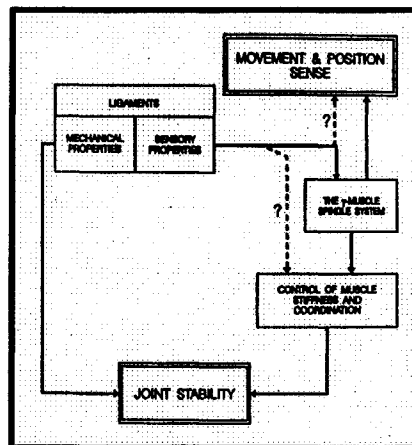 MOVEMENT & POSITION
SENSE
LIGAMENTS
MECHANICAL
PROPERTIES
SENSORY
PROPERTIES
?
?
THE γ-MUSCLE
SPINDLE SYSTEM
CONTROL OF MUSCLE
STIFFNESS AND
COORDINATION
JOINT STABILITY